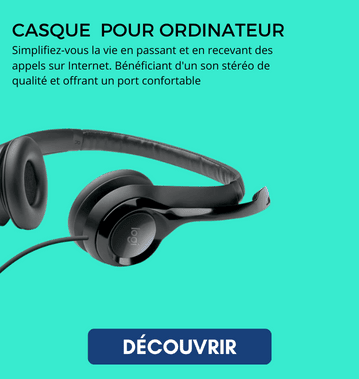 CASQUE POUR ORDINATEUR
Simplifiez-vous la vie en passant et en recevant des
appels sur Internet. Bénéficiant d'un son stéréo de
qualité et offrant un port confortable
logi
DÉCOUVRIR